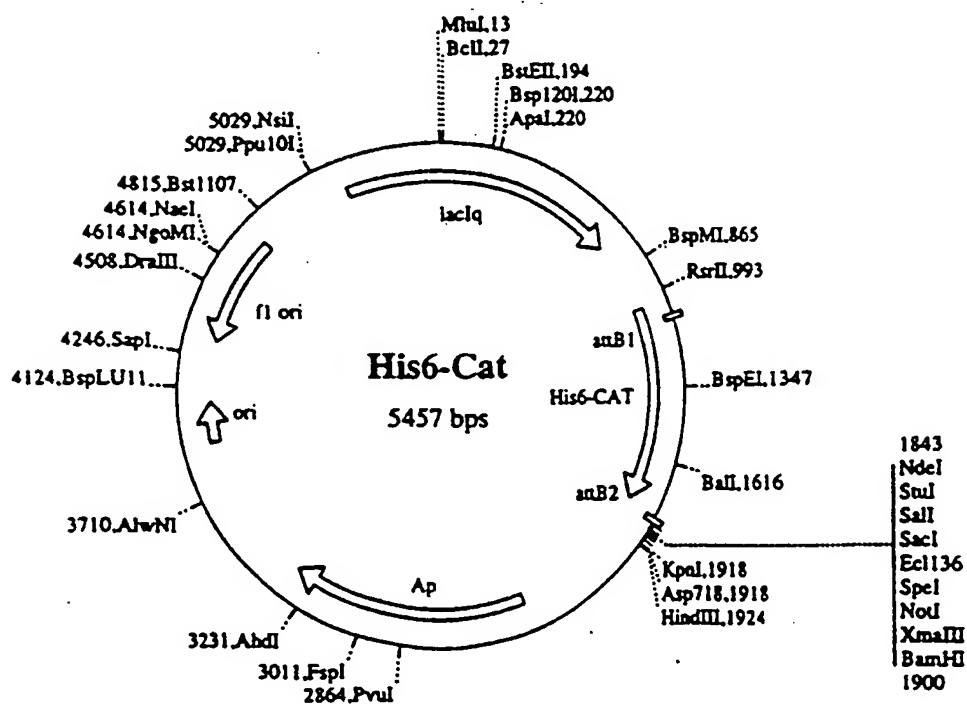 MluI,13
BclI,27
BstEII,194
Bsp120I,220
ApaI,220
5029,NsiI
5029,Ppu10I
4815,Bst1107
4614,NaeI
4614,NgoMI
4508,DraIII
lacIq
BspMI,865
RsrII,993
f1 ori
attB1
4246,SapI
4124,BspLU11
His6-Cat
5457 bps
His6-CAT
BspEI,1347
ori
attB2
BalI,1616
1843
NdeI
StuI
SalI
SacI
Ecl136
SpeI
NotI
XmaIII
BamHI
1900
3710,AlwNI
KpnI,1918
Asp718,1918
HindIII,1924
Ap
3231,AhdI
3011,FspI
2864,PvuI